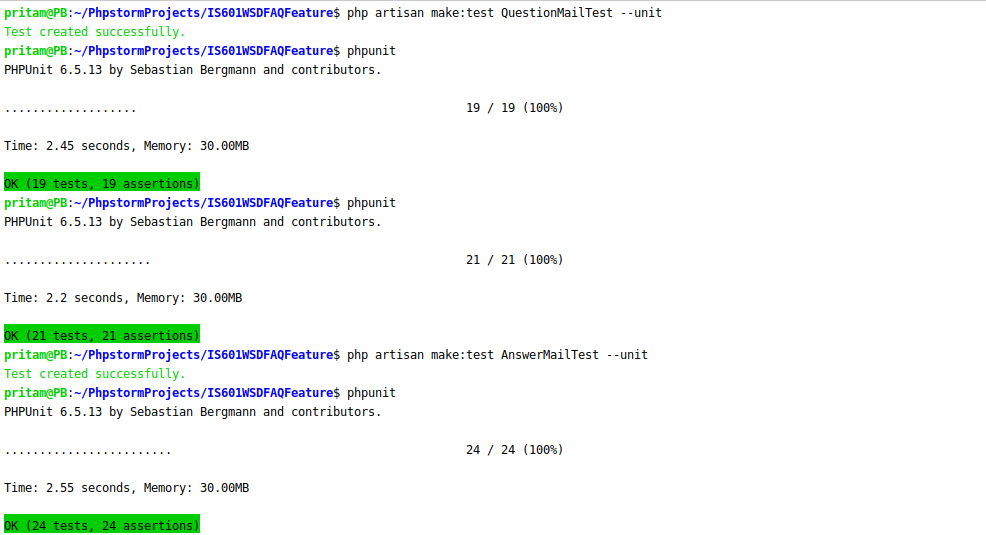 pritam@PB:~/PhpstormProjects/IS601WSDFAQFeature$ php artisan make:test QuestionMailTest --unit
Test created successfully.
pritam@PB:~/PhpstormProjects/IS601WSDFAQFeature$ phpunit
PHPUnit 6.5.13 by Sebastian Bergmann and contributors.
................... 19 / 19 (100%)
Time: 2.45 seconds, Memory: 30.00MB
OK (19 tests, 19 assertions)
pritam@PB:~/PhpstormProjects/IS601WSDFAQFeature$ phpunit
PHPUnit 6.5.13 by Sebastian Bergmann and contributors.
..................... 21 / 21 (100%)
Time: 2.2 seconds, Memory: 30.00MB
OK (21 tests, 21 assertions)
pritam@PB:~/PhpstormProjects/IS601WSDFAQFeature$ php artisan make:test AnswerMailTest --unit
Test created successfully.
pritam@PB:~/PhpstormProjects/IS601WSDFAQFeature$ phpunit
PHPUnit 6.5.13 by Sebastian Bergmann and contributors.
........................ 24 / 24 (100%)
Time: 2.55 seconds, Memory: 30.00MB
OK (24 tests, 24 assertions)